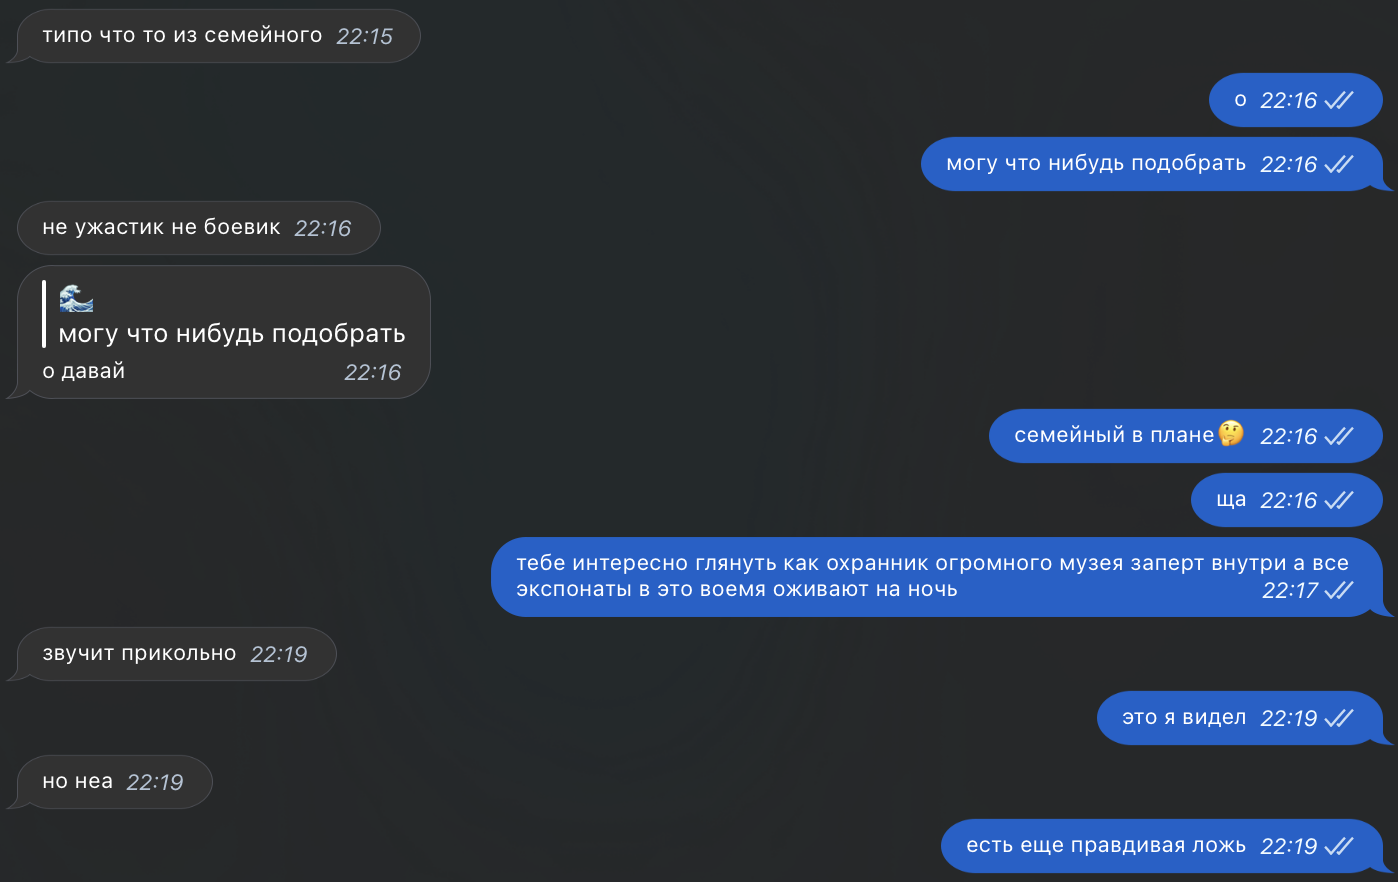 типо что то из семейного 22:15
о 22:16
могу что нибудь подобрать 22:16
не ужастик не боевик 22:16
🌊
могу что нибудь подобрать
о давай 22:16
семейный в плане🤔 22:16
ща 22:16
тебе интересно глянуть как охранник огромного музея заперт внутри а все
экспонаты в это воемя оживают на ночь 22:17
звучит прикольно 22:19
это я видел 22:19
но неа 22:19
есть еще правдивая ложь 22:19